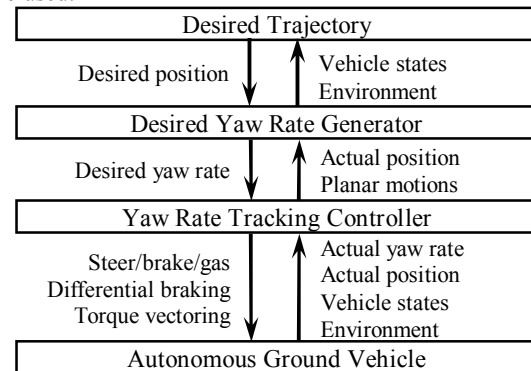 Desired Trajectory
Desired position
Vehicle states
Environment
Desired Yaw Rate Generator
Desired yaw rate
Actual position
Planar motions
Yaw Rate Tracking Controller
Steer/brake/gas
Differential braking
Torque vectoring
Actual yaw rate
Actual position
Vehicle states
Environment
Autonomous Ground Vehicle